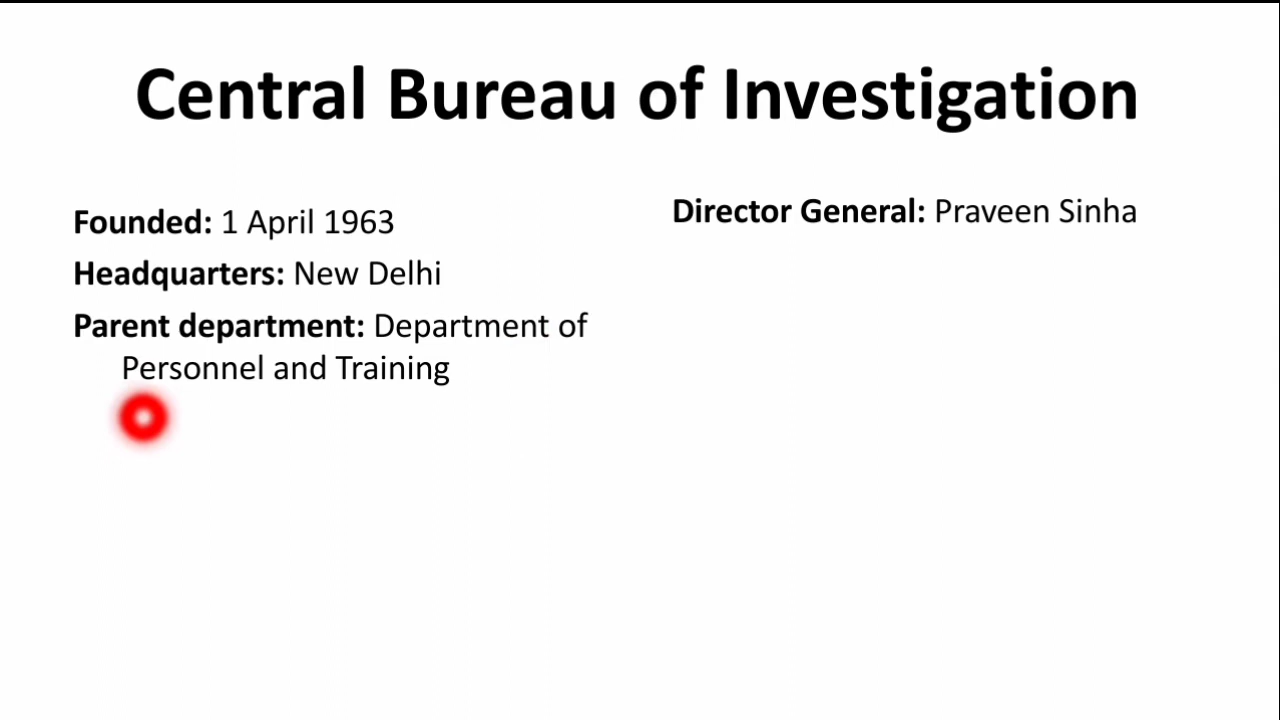 Central Bureau of Investigation
Founded: 1 April 1963
Headquarters: New Delhi
Parent department: Department of
Personnel and Training
Director General: Praveen Sinha